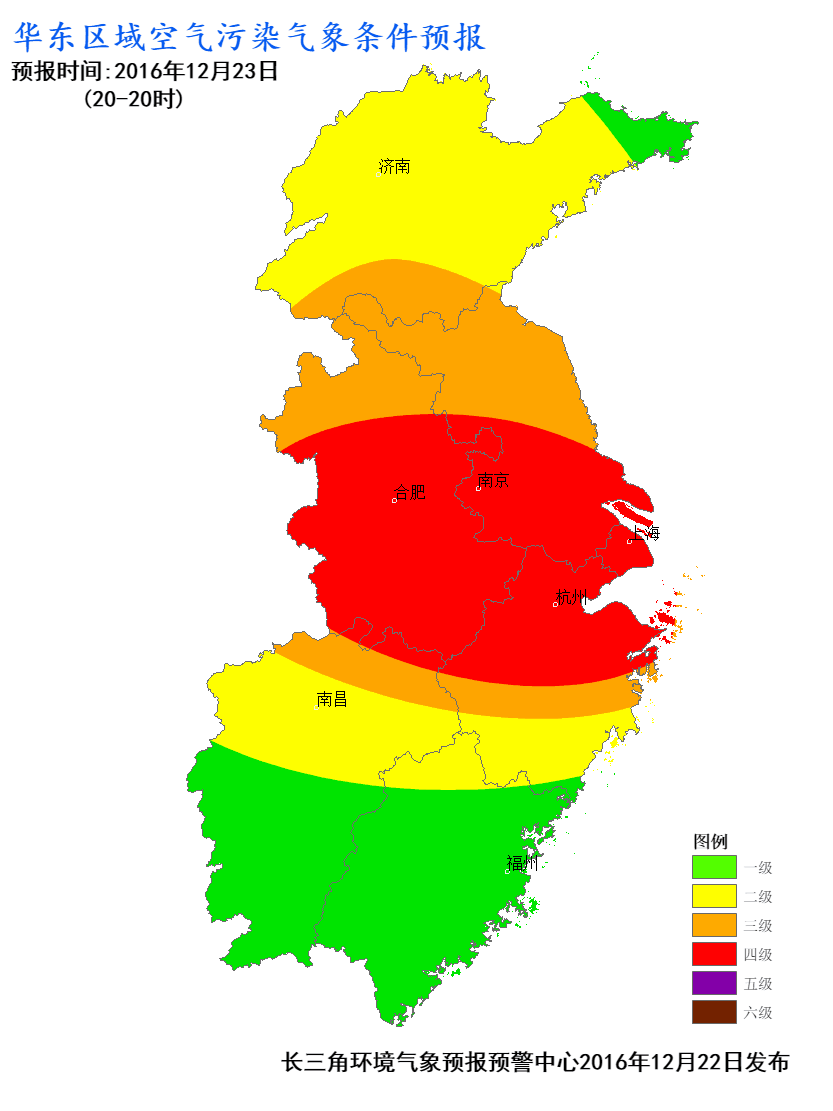 华东区域空气污染气象条件预报
预报时间:2016年12月23日
(20-20时)
济南
合肥
南京
上海
杭州
南昌
福州
图例
一级
二级
三级
四级
五级
六级
长三角环境气象预报预警中心2016年12月22日发布